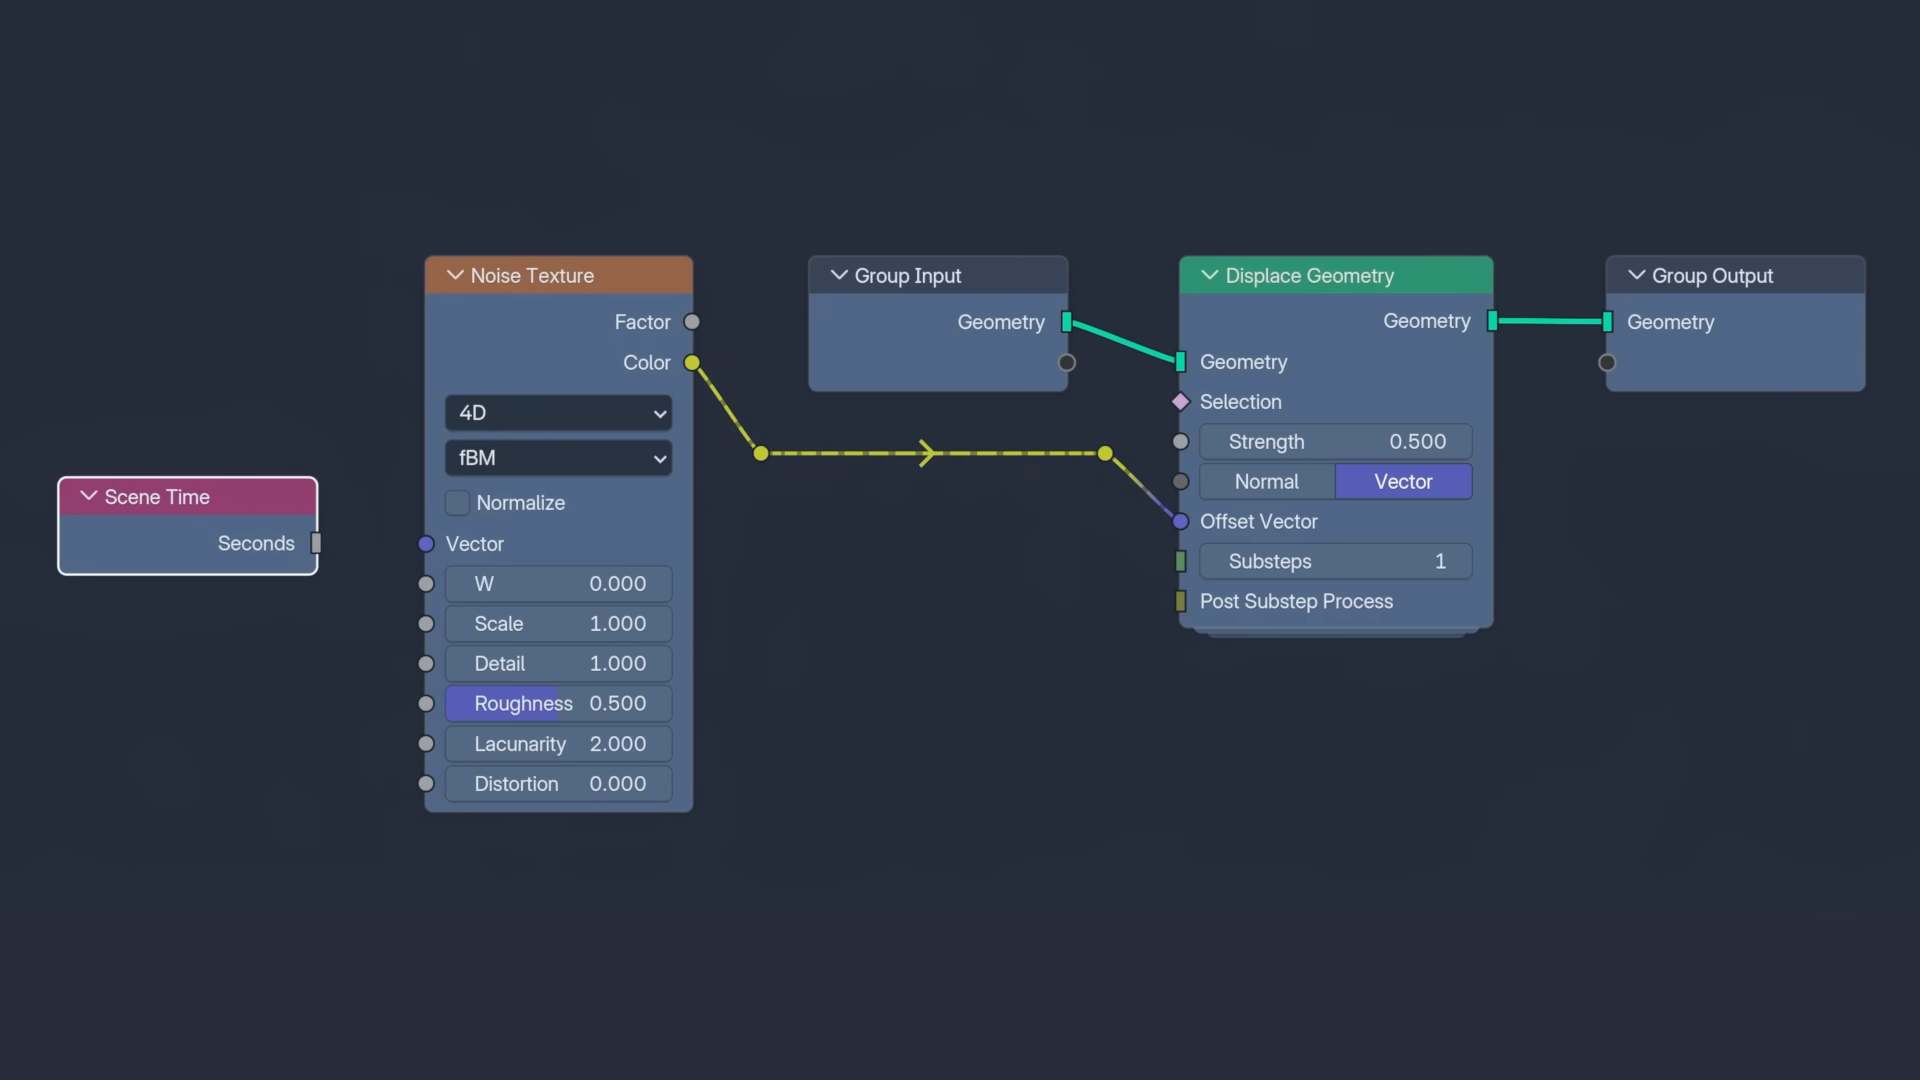 Scene Time
Seconds
Noise Texture
Factor
Color
4D
fBM
Normalize
Vector
W 0.000
Scale 1.000
Detail 1.000
Roughness 0.500
Lacunarity 2.000
Distortion 0.000
Group Input
Geometry
Displace Geometry
Geometry
Geometry
Selection
Strength 0.500
Normal Vector
Offset Vector
Substeps 1
Post Substep Process
Group Output
Geometry